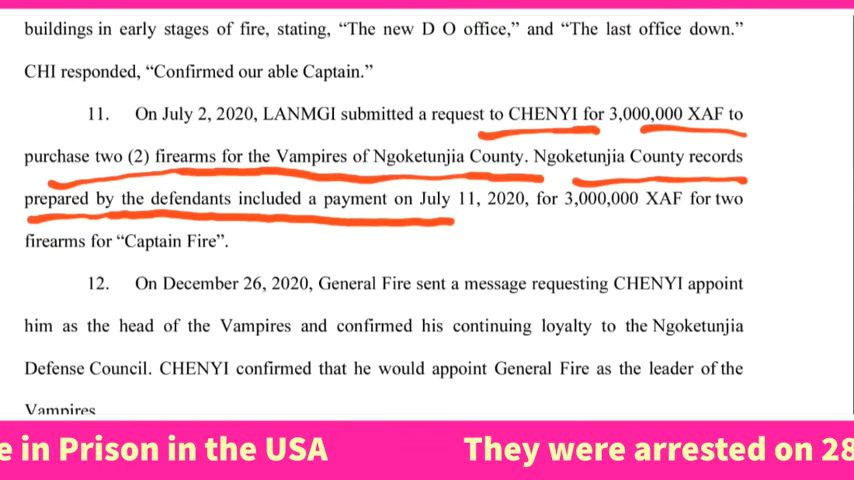 buildings in early stages of fire, stating, “The new D O office,” and “The last office down.”
CHI responded, “Confirmed our able Captain.”
11. On July 2, 2020, LANMGI submitted a request to CHENYI for 3,000,000 XAF to
purchase two (2) firearms for the Vampires of Ngoketunjia County. Ngoketunjia County records
prepared by the defendants included a payment on July 11, 2020, for 3,000,000 XAF for two
firearms for “Captain Fire”.
12. On December 26, 2020, General Fire sent a message requesting CHENYI appoint
him as the head of the Vampires and confirmed his continuing loyalty to the Ngoketunjia
Defense Council. CHENYI confirmed that he would appoint General Fire as the leader of the
Vampires
e in Prison in the USA They were arrested on 28